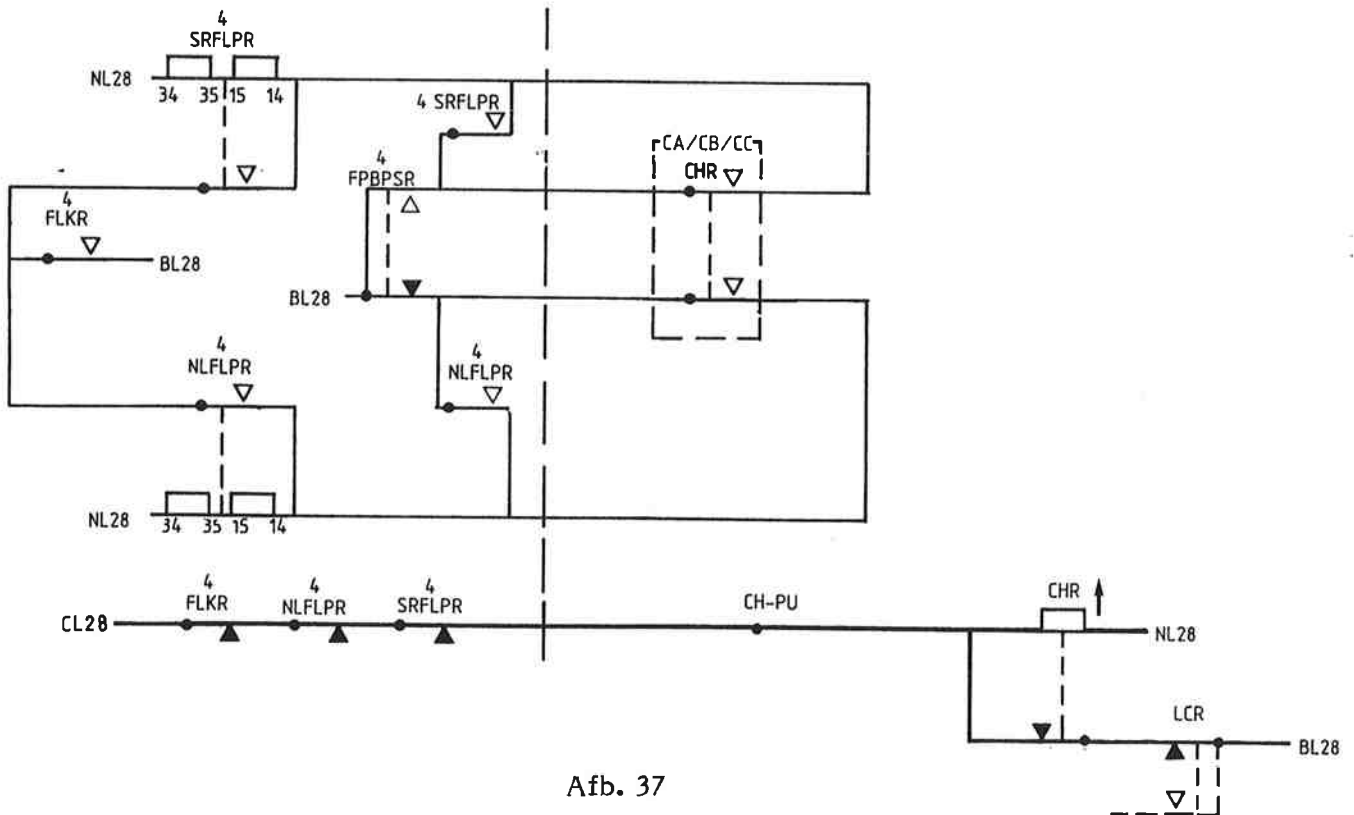 4
SRFLPR
NL28
34 35 15 14
4 SRFLPR
CA/CB/CC
CHR
4
FPBPSR
4
FLKR
BL28
BL28
4
NLFLPR
4
NLFLPR
NL28
34 35 15 14
4
FLKR
4
NLFLPR
4
SRFLPR
CH-PU
CHR
CL28
NL28
LCR
BL28
Afb. 37